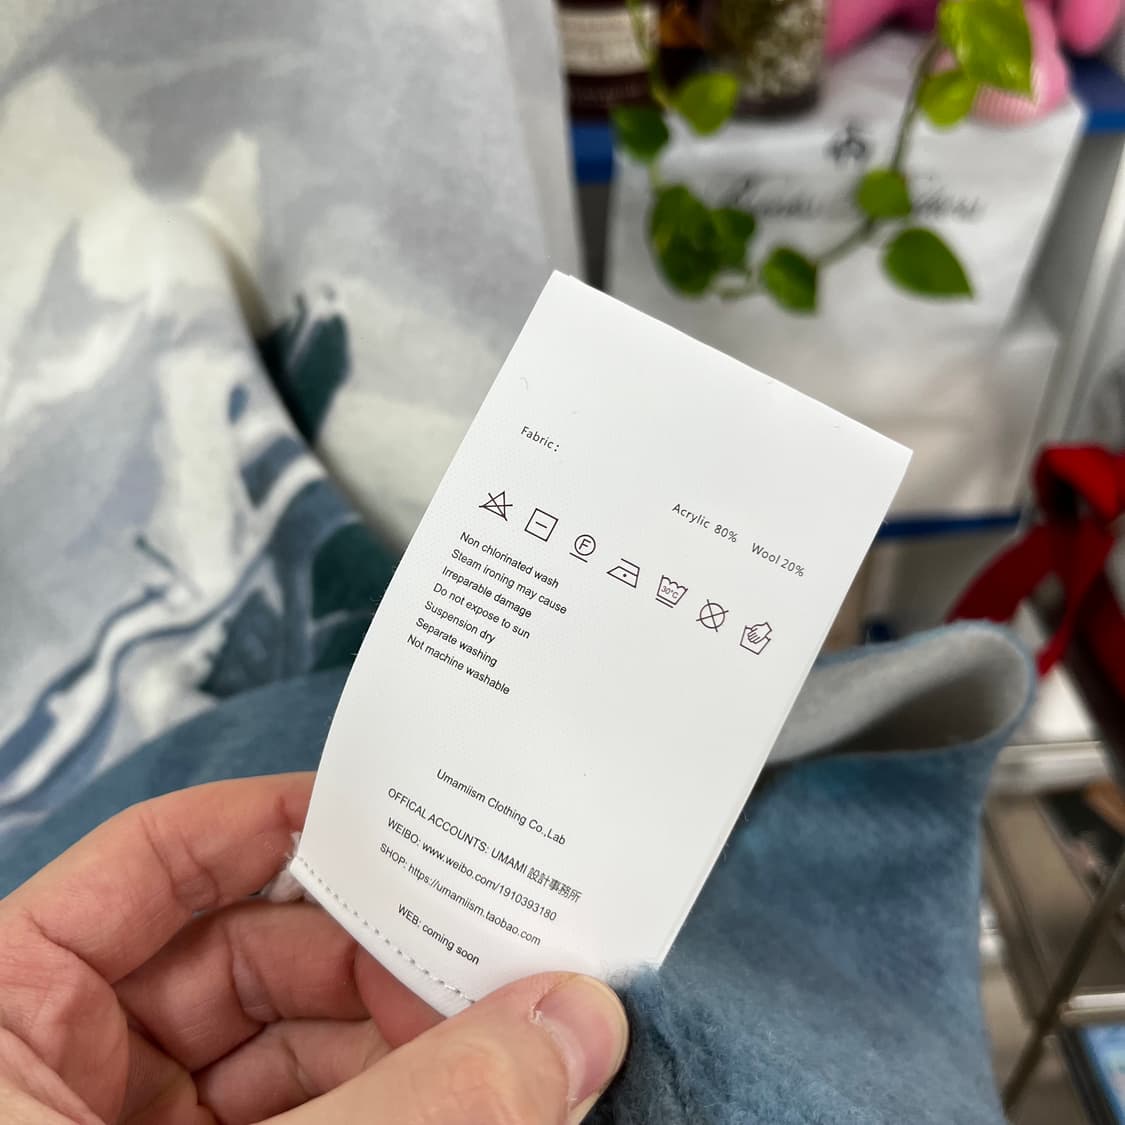 Fabric:
Acrylic 80% Wool 20%
F
30°C
Non chlorinated wash
Steam ironing may cause
Irreparable damage
Do not expose to sun
Suspension dry
Separate washing
Not machine washable
Umamiism Clothing Co.,Lab
OFFICAL ACCOUNTS: UMAMI 設計事務所
WEIBO: www.weibo.com/1910393180
SHOP: https://umamiism.taobao.com
WEB: coming soon